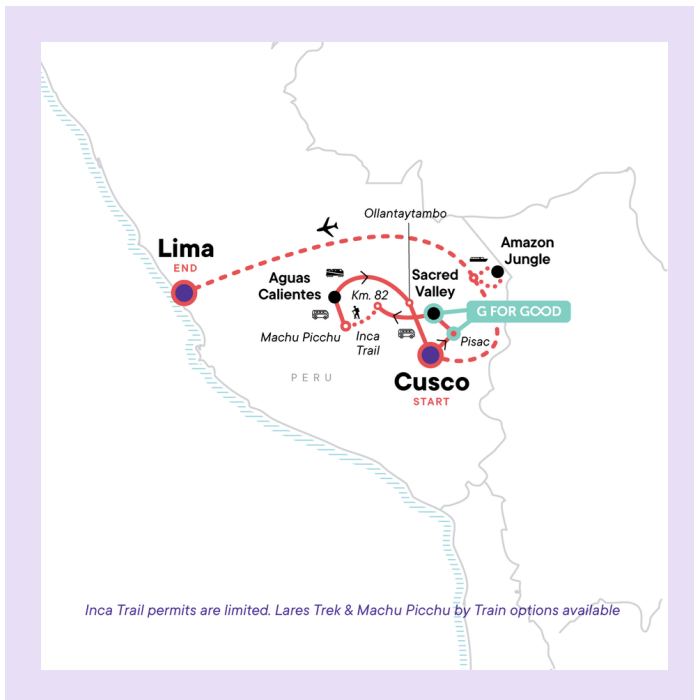 Ollantaytambo
Lima
END
Amazon
Jungle
Aguas
Calientes
Sacred
Valley
Km. 82
G FOR GOOD
Machu Picchu
Inca
Trail
Pisac
PERU
Cusco
START
Inca Trail permits are limited. Lares Trek & Machu Picchu by Train options available